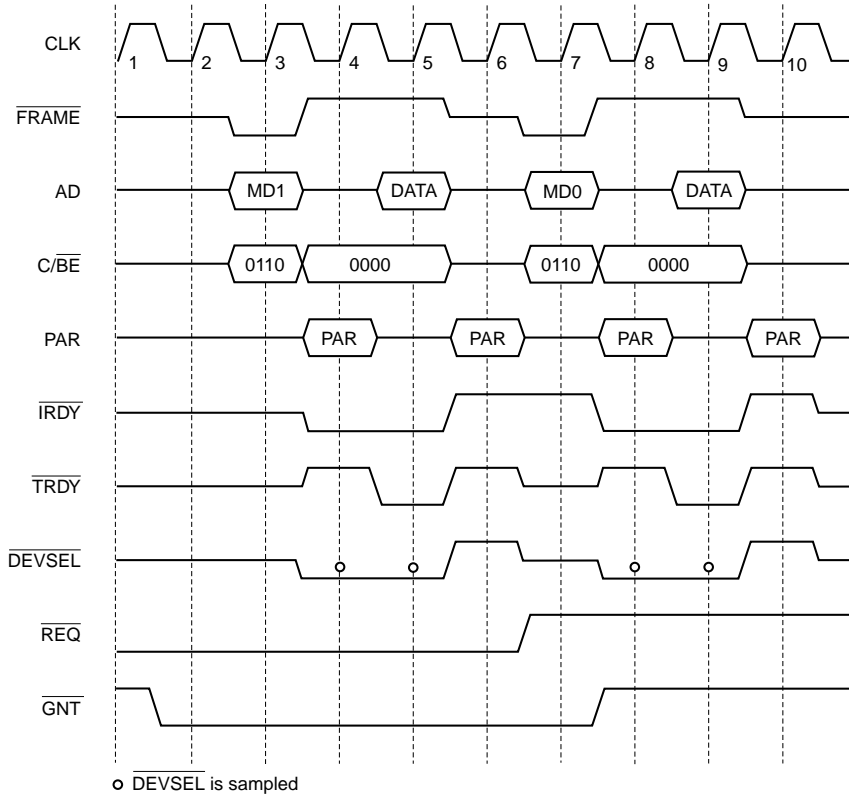 CLK
1 2 3 4 5 6 7 8 9 10
FRAME
AD
MD1 DATA MD0 DATA
C/BE
0110 0000 0110 0000
PAR
PAR PAR PAR PAR
IRDY
TRDY
DEVSEL
REQ
GNT
DEVSEL is sampled